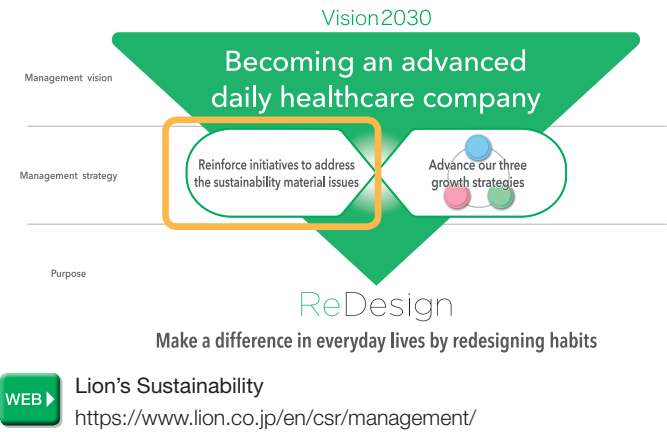 Vision2030
Management vision
Becoming an advanced
daily healthcare company
Management strategy
Reinforce initiatives to address
the sustainability material issues
Advance our three
growth strategies
Purpose
ReDesign
Make a difference in everyday lives by redesigning habits
WEB
Lion's Sustainability
https://www.lion.co.jp/en/csr/management/